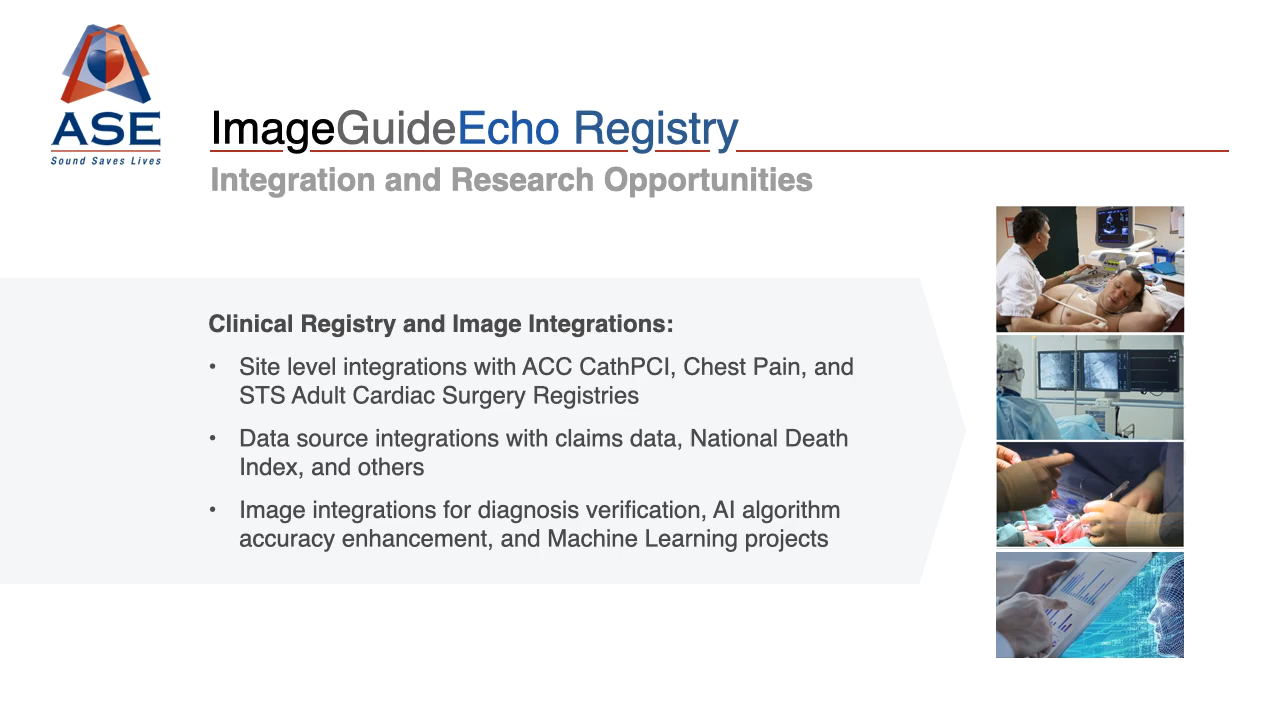 ASE
Sound Saves Lives
ImageGuideEcho Registry
Integration and Research Opportunities
Clinical Registry and Image Integrations:
• Site level integrations with ACC CathPCI, Chest Pain, and
STS Adult Cardiac Surgery Registries
• Data source integrations with claims data, National Death
Index, and others
• Image integrations for diagnosis verification, AI algorithm
accuracy enhancement, and Machine Learning projects